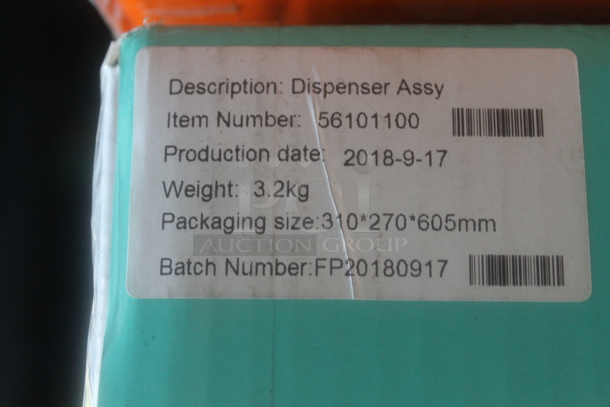 Description: Dispenser Assy
Item Number: 56101100
Production date: 2018-9-17
Weight: 3.2kg
PCI
Packaging size:310*270*605mm
AUCTION GROUP
Batch Number:FP20180917